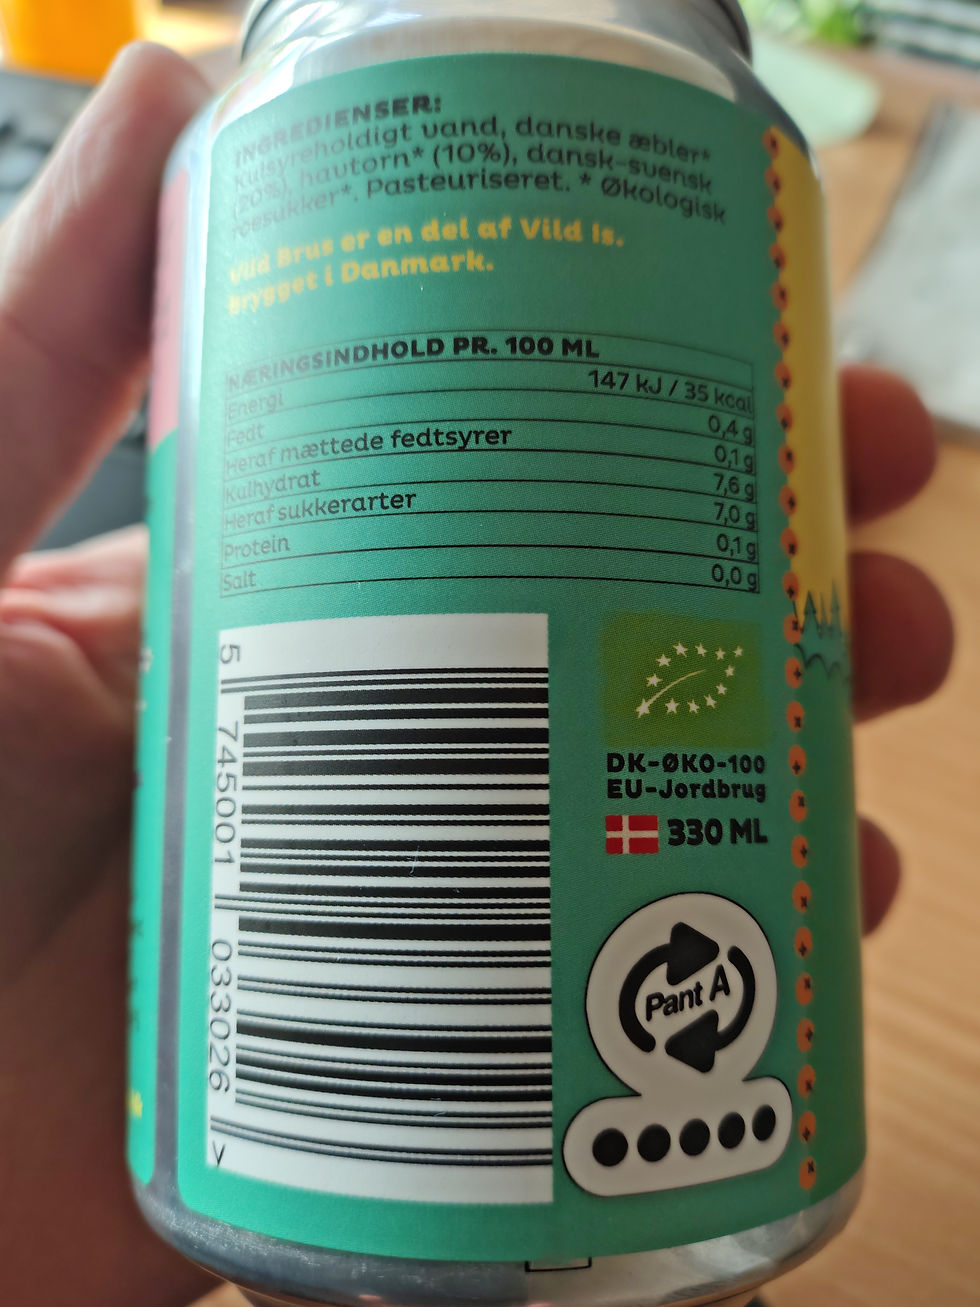 INGREDIENSER:
Kulsyreholdigt vand, danske æbler*
(20%), havtorn* (10%), dansk-svensk
roesukker*. Pasteuriseret. * Økologisk
Vild Brus er en del af Vild Is.
Brygget i Danmark.
NÆRINGSINDHOLD PR. 100 ML
Energi 147 kJ / 35 kcal
Fedt 0,4 g
Heraf mættede fedtsyrer 0,1 g
Kulhydrat 7,6 g
Heraf sukkerarter 7,0 g
Protein 0,1 g
Salt 0,0 g
5 745001 033026 >
DK-ØKO-100
EU-Jordbrug
330 ML
Pant A